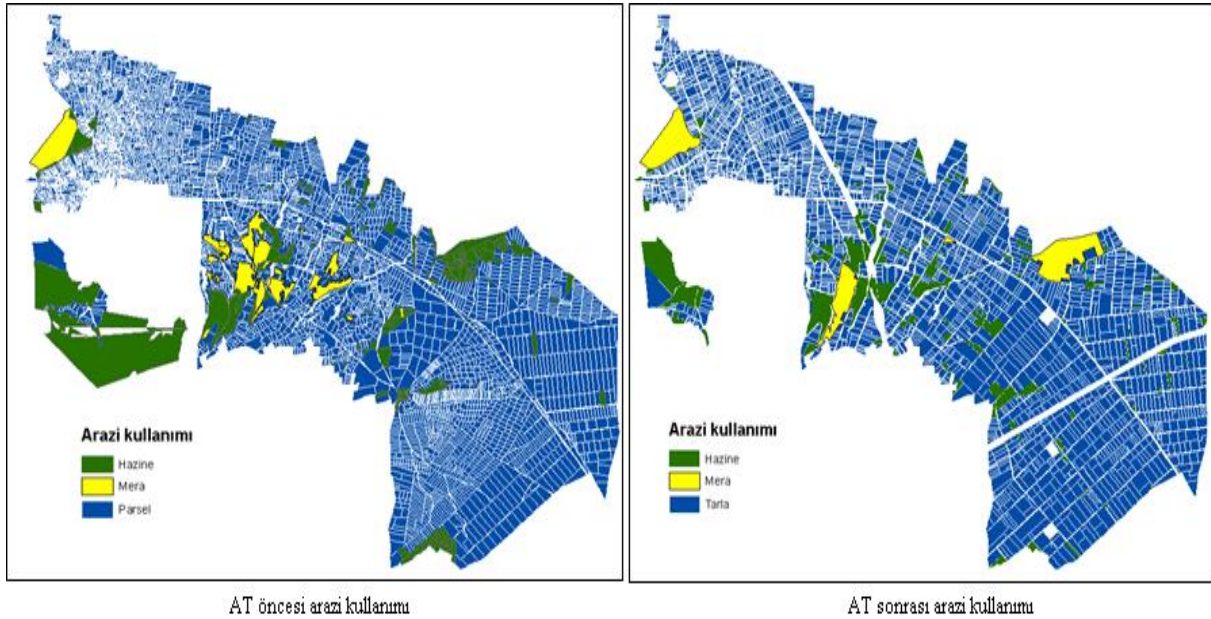 Arazi kullanımı
Hazine
Mera
Parsel
Arazi kullanımı
Hazine
Mera
Tarla
AT öncesi arazi kullanımı
AT sonrası arazi kullanımı